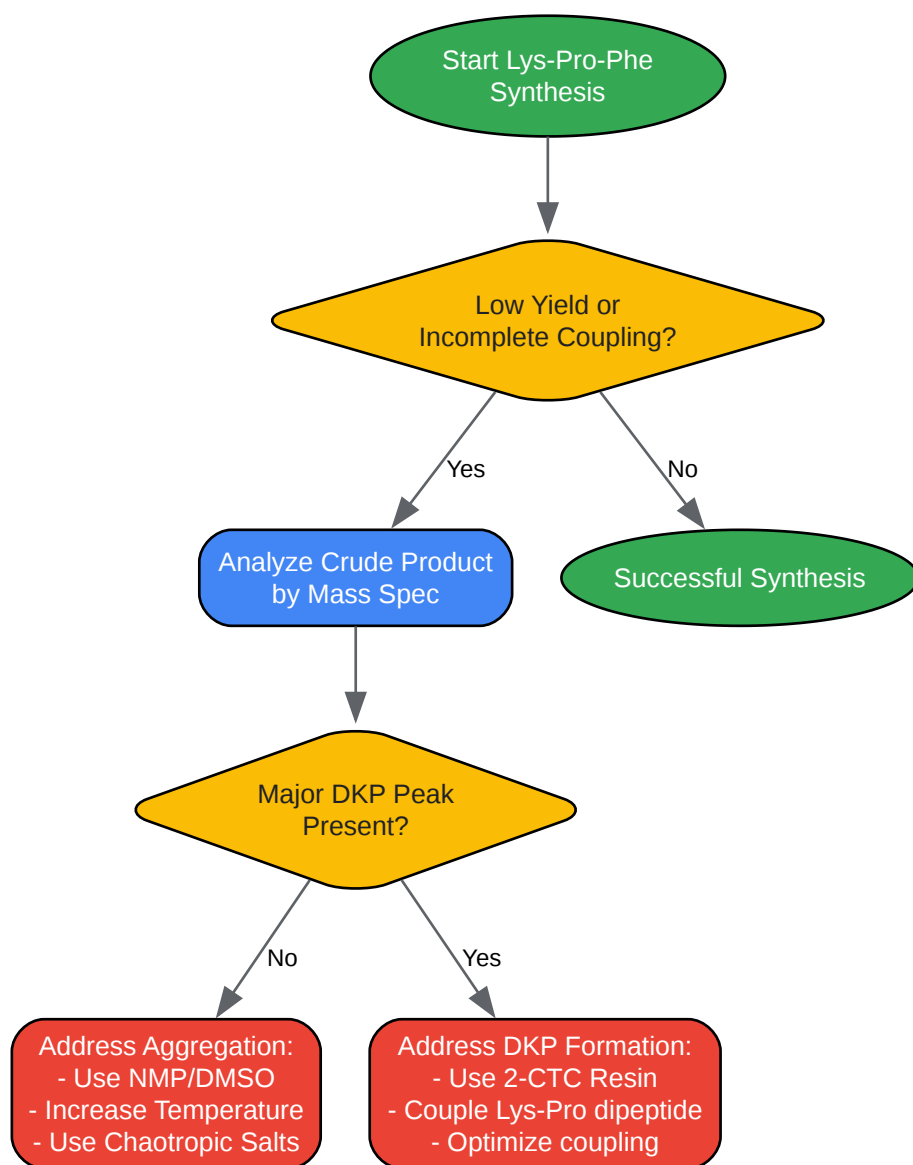 Start Lys-Pro-Phe
Synthesis
Low Yield or
Incomplete Coupling?
Yes
No
Analyze Crude Product
by Mass Spec
Successful Synthesis
Major DKP Peak
Present?
No
Yes
Address Aggregation:
- Use NMP/DMSO
- Increase Temperature
- Use Chaotropic Salts
Address DKP Formation:
- Use 2-CTC Resin
- Couple Lys-Pro dipeptide
- Optimize coupling